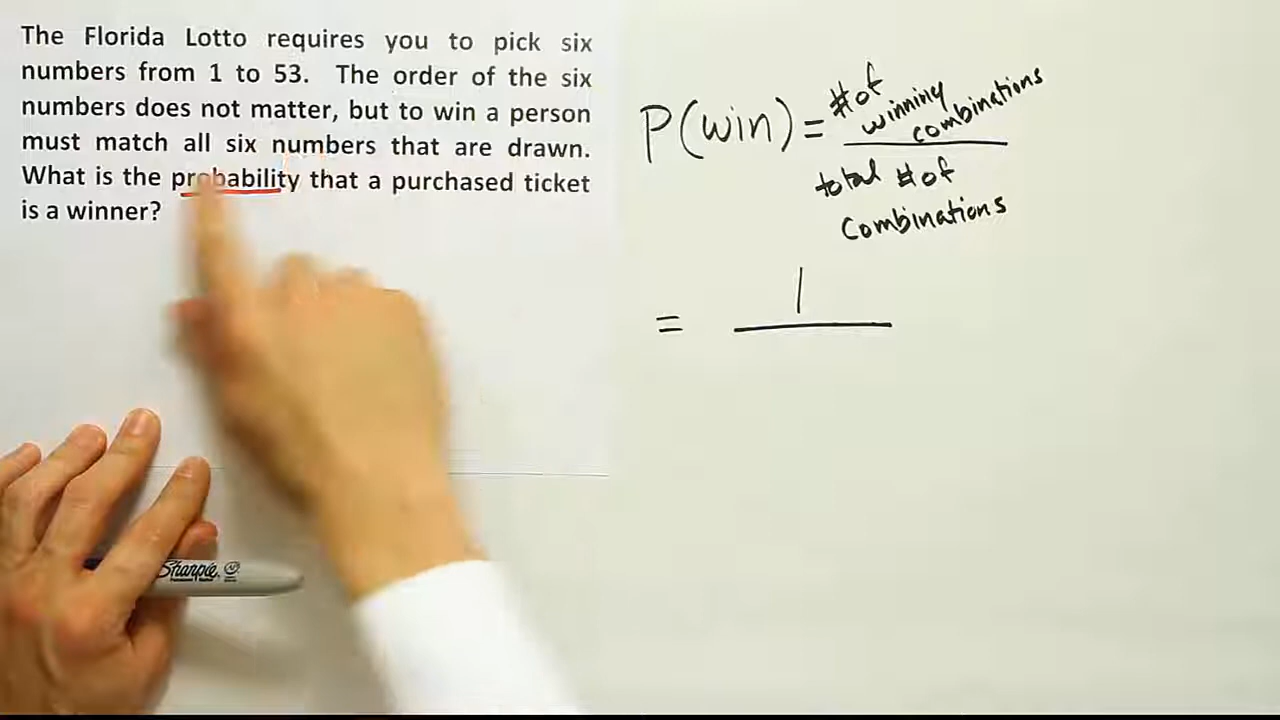 The Florida Lotto requires you to pick six
numbers from 1 to 53. The order of the six
numbers does not matter, but to win a person
must match all six numbers that are drawn.
What is the probability that a purchased ticket
is a winner?
P(win) = # of
winning
combinations
total # of
Combinations
= 1
Sharpie